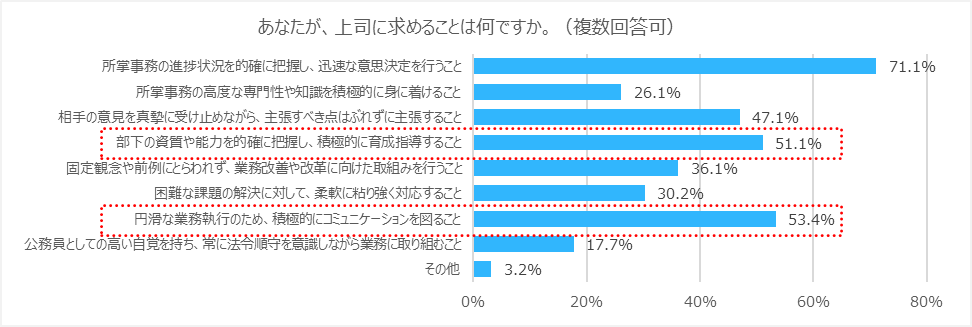 あなたが、上司に求めることは何ですか。（複数回答可）
所掌事務の進捗状況を的確に把握し、迅速な意思決定を行うこと 71.1%
所掌事務の高度な専門性や知識を積極的に身に着けること 26.1%
相手の意見を真摯に受け止めながら、主張すべき点はぶれずに主張すること 47.1%
部下の資質や能力を的確に把握し、積極的に育成指導すること 51.1%
固定観念や前例にとらわれず、業務改善や改革に向けた取組みを行うこと 36.1%
困難な課題の解決に対して、柔軟に粘り強く対応すること 30.2%
円滑な業務執行のため、積極的にコミュニケーションを図ること 53.4%
公務員としての高い自覚を持ち、常に法令順守を意識しながら業務に取り組むこと 17.7%
その他 3.2%
0% 20% 40% 60% 80%